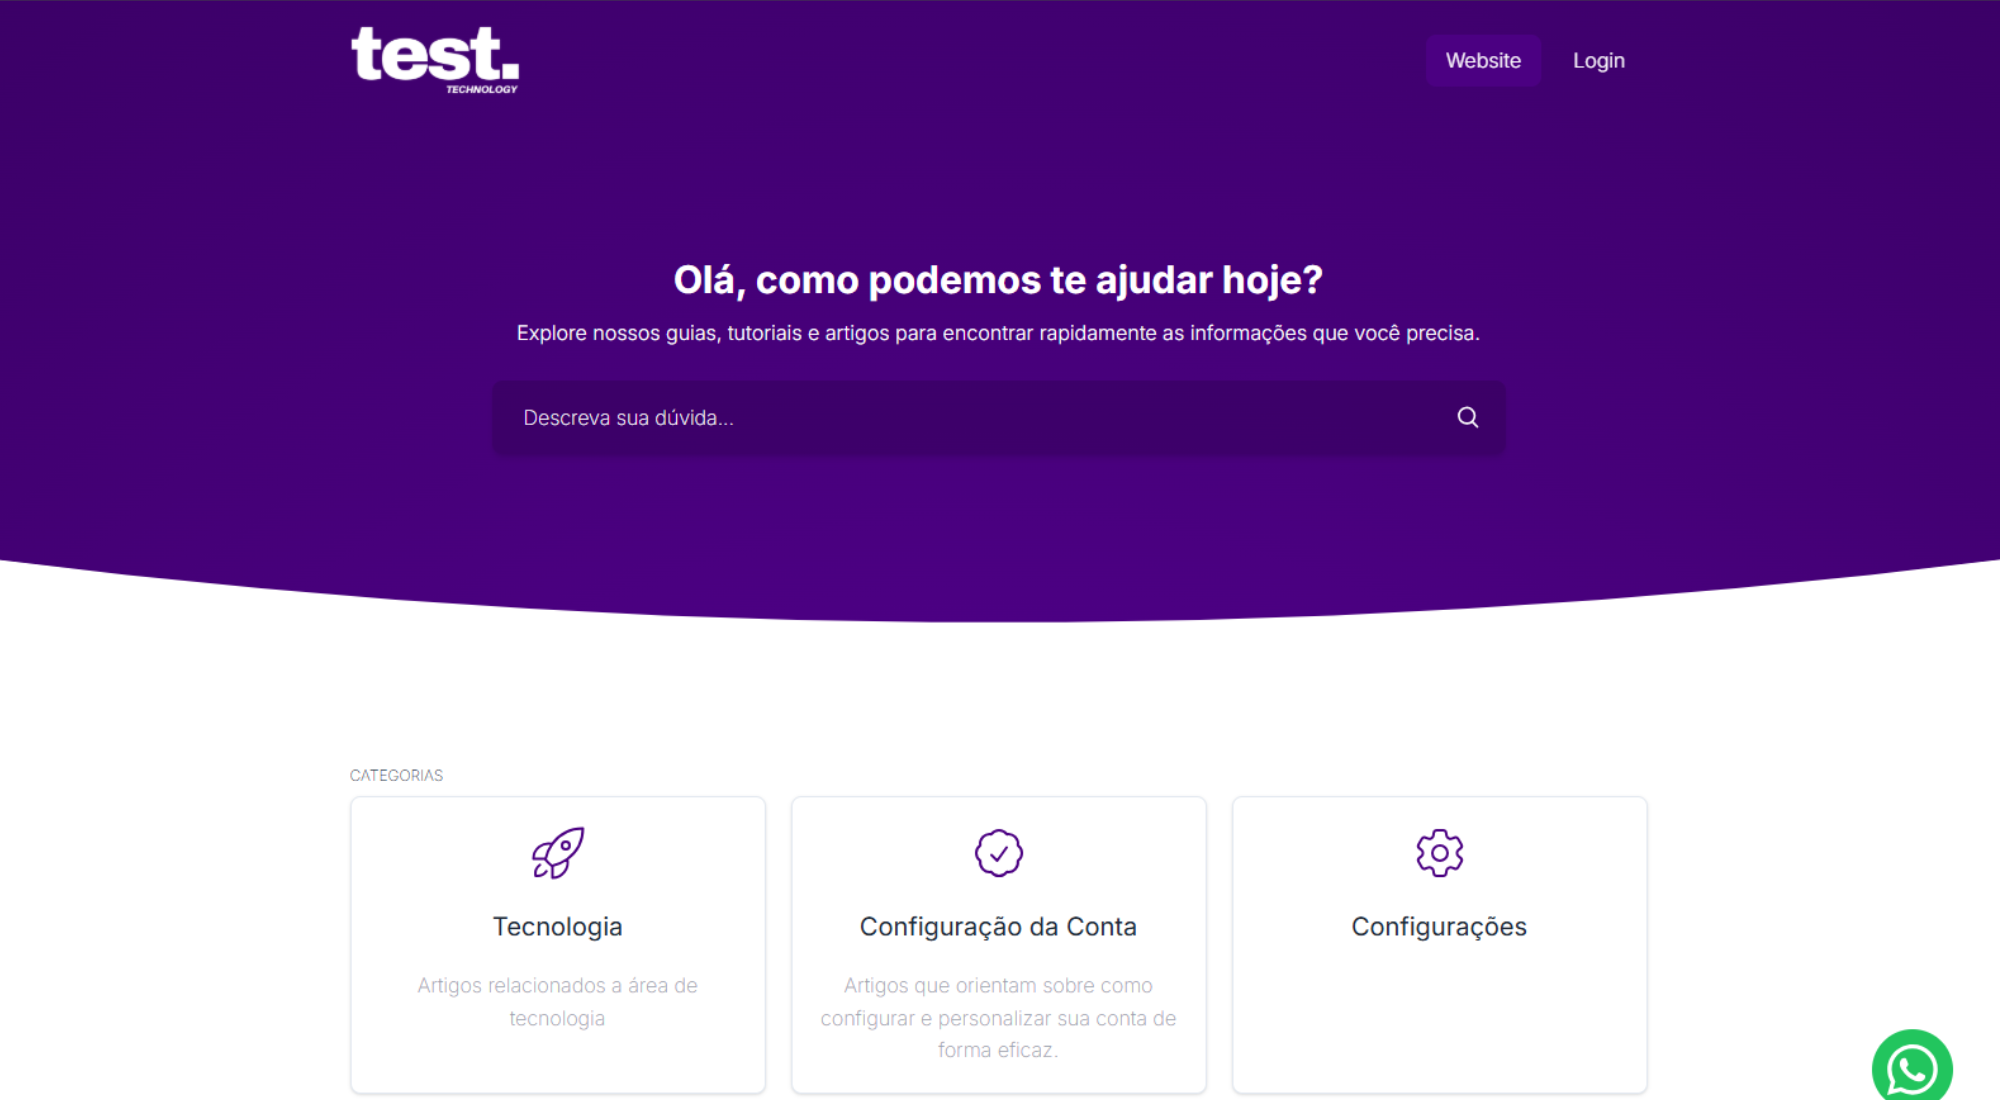 test.
TECHNOLOGY
Website
Login
Olá, como podemos te ajudar hoje?
Explore nossos guias, tutoriais e artigos para encontrar rapidamente as informações que você precisa.
Descreva sua dúvida...
CATEGORIAS
Tecnologia
Artigos relacionados a área de
tecnologia
Configuração da Conta
Artigos que orientam sobre como
configurar e personalizar sua conta de
forma eficaz.
Configurações